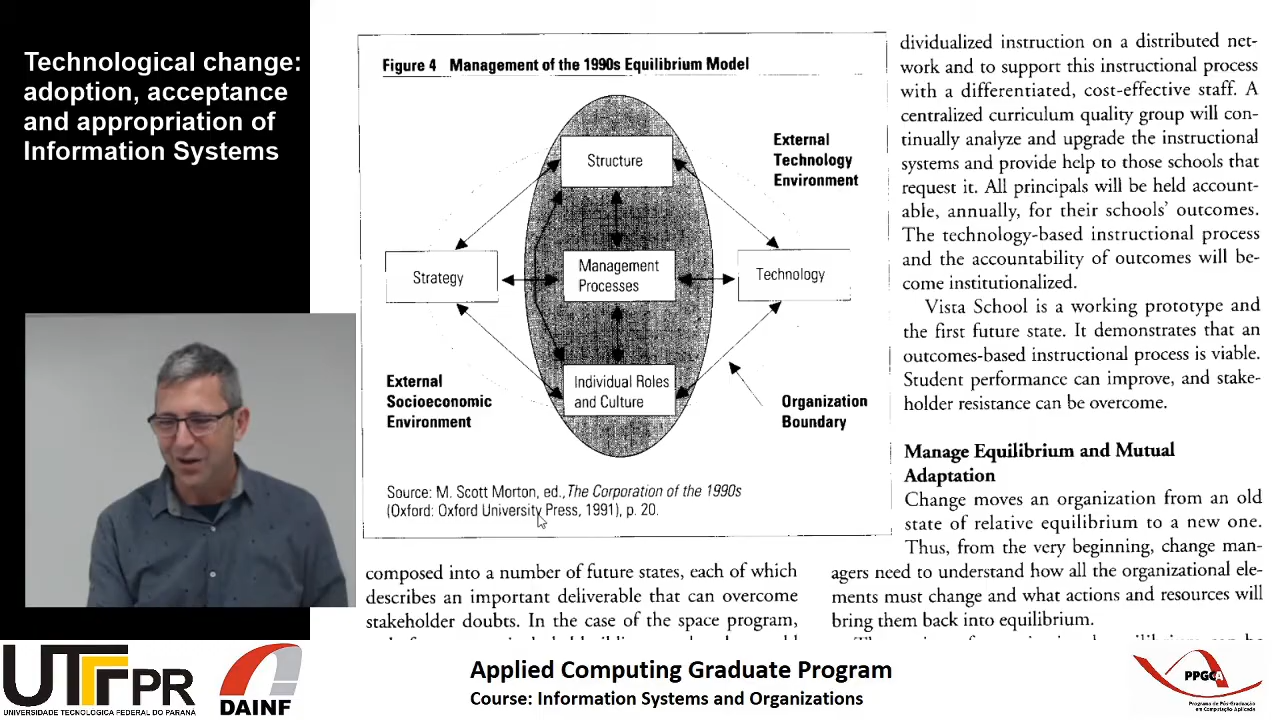 Technological change:
adoption, acceptance
and appropriation of
Information Systems
Figure 4 Management of the 1990s Equilibrium Model
Structure
External
Technology
Environment
Strategy
Management
Processes
Technology
External
Socioeconomic
Environment
Individual Roles
and Culture
Organization
Boundary
Source: M. Scott Morton, ed., The Corporation of the 1990s
(Oxford: Oxford University Press, 1991), p. 20.
composed into a number of future states, each of which
describes an important deliverable that can overcome
stakeholder doubts. In the case of the space program,
dividualized instruction on a distributed net-
work and to support this instructional process
with a differentiated, cost-effective staff. A
centralized curriculum quality group will con-
tinually analyze and upgrade the instructional
systems and provide help to those schools that
request it. All principals will be held account-
able, annually, for their schools' outcomes.
The technology-based instructional process
and the accountability of outcomes will be-
come institutionalized.
Vista School is a working prototype and
the first future state. It demonstrates that an
outcomes-based instructional process is viable.
Student performance can improve, and stake-
holder resistance can be overcome.
Manage Equilibrium and Mutual
Adaptation
Change moves an organization from an old
state of relative equilibrium to a new one.
Thus, from the very beginning, change man-
agers need to understand how all the organizational ele-
ments must change and what actions and resources will
bring them back into equilibrium.
UTFPR
UNIVERSIDADE TECNOLÓGICA FEDERAL DO PARANÁ
DAINF
Applied Computing Graduate Program
Course: Information Systems and Organizations
PPGCA
Programa de Pós-Graduação
em Computação Aplicada